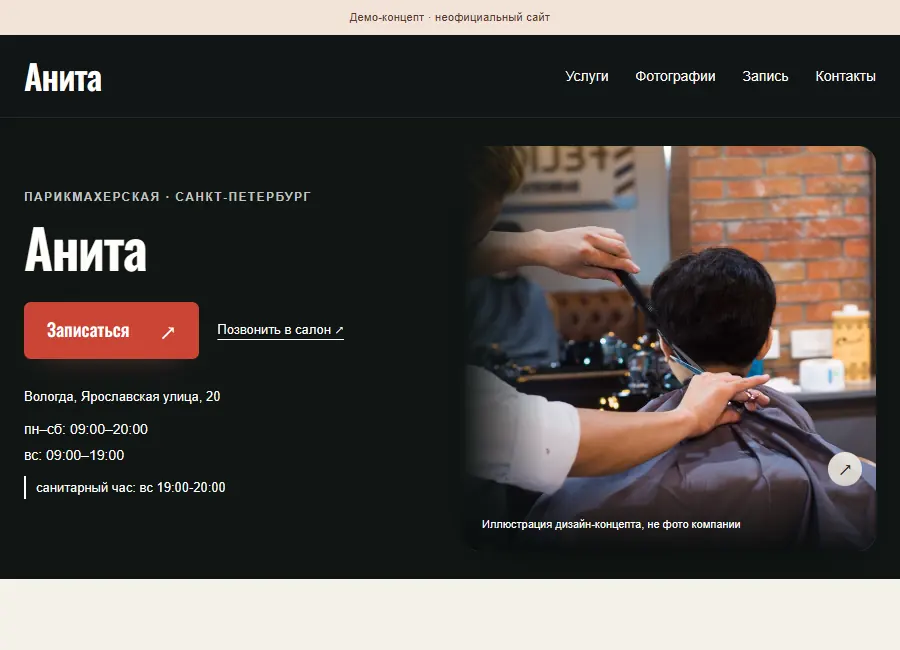 Демо-концепт · неофициальный сайт
Анита
Услуги Фотографии Запись Контакты
ПАРИКМАХЕРСКАЯ · САНКТ-ПЕТЕРБУРГ
Анита
Записаться ↗
Позвонить в салон ↗
Вологда, Ярославская улица, 20
пн–сб: 09:00–20:00
вс: 09:00–19:00
санитарный час: вс 19:00-20:00
Иллюстрация дизайн-концепта, не фото компании
↗